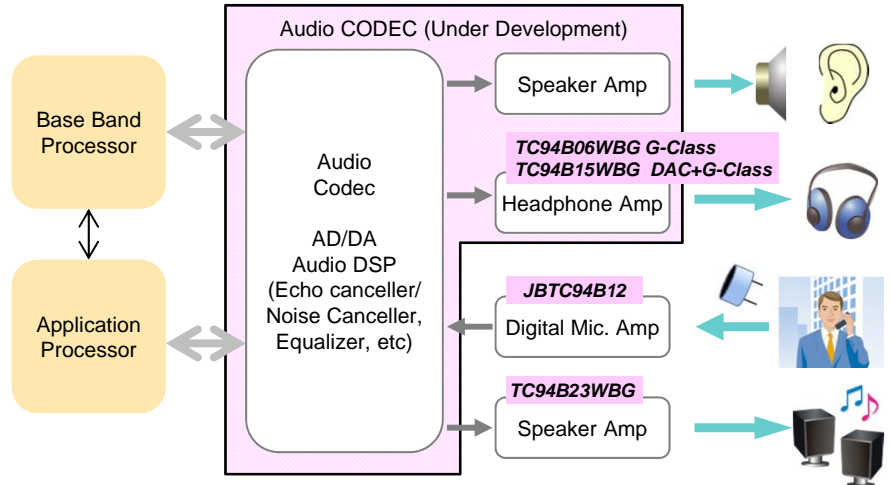 Audio CODEC (Under Development)
Base Band
Processor
Application
Processor
Audio
Codec
AD/DA
Audio DSP
(Echo canceller/
Noise Canceller,
Equalizer, etc)
Speaker Amp
TC94B06WBG G-Class
TC94B15WBG DAC+G-Class
Headphone Amp
JBTC94B12
Digital Mic. Amp
TC94B23WBG
Speaker Amp